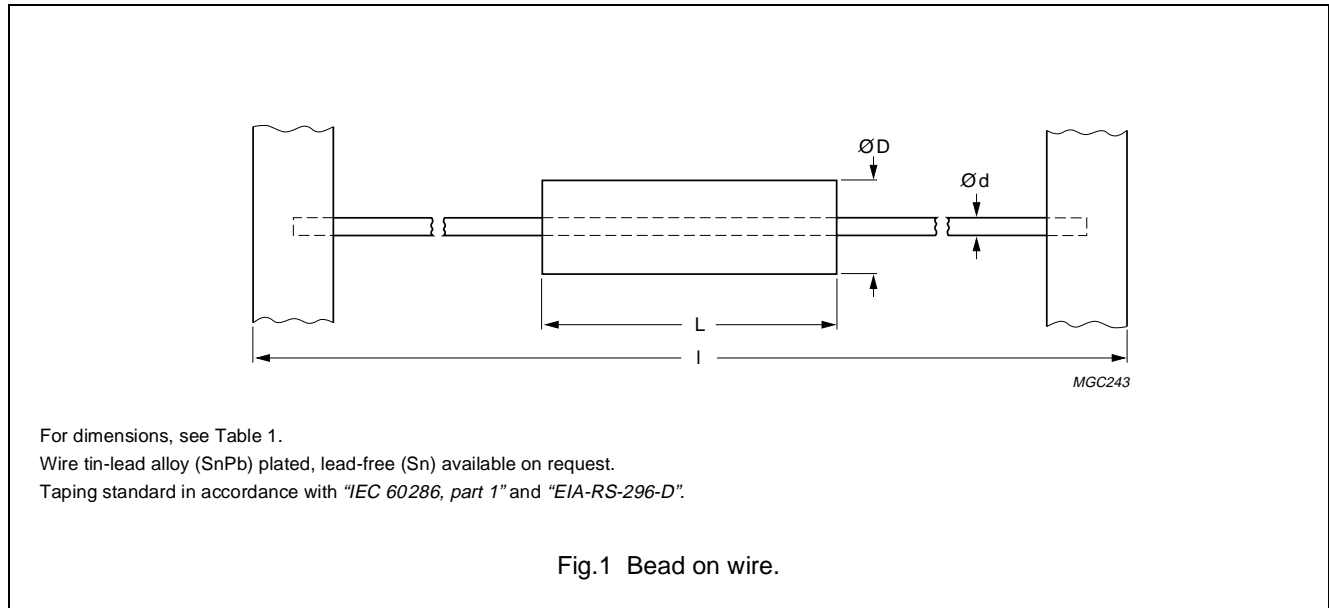 ØD
Ød
L
l
MGC243
For dimensions, see Table 1.
Wire tin-lead alloy (SnPb) plated, lead-free (Sn) available on request.
Taping standard in accordance with “IEC 60286, part 1” and “EIA-RS-296-D”.
Fig.1 Bead on wire.